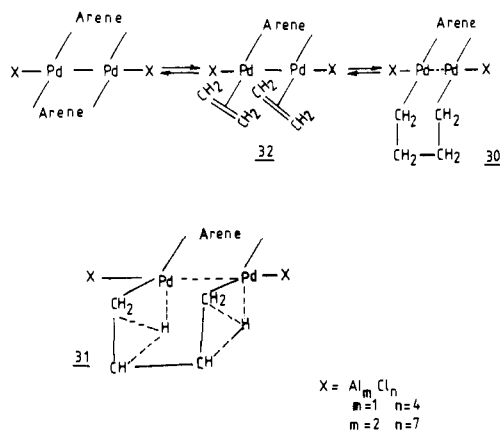 Arene
X — Pd — Pd — X
Arene
Arene
X — Pd — Pd — X
CH2 CH2
CH2 CH2
32
Arene
X — Pd --- Pd — X
CH2 CH2
CH2 — CH2
30
Arene
X — Pd --- Pd — X
CH2 CH2
H H
CH CH
31
X = AlmCln
m=1 n=4
m=2 n=7